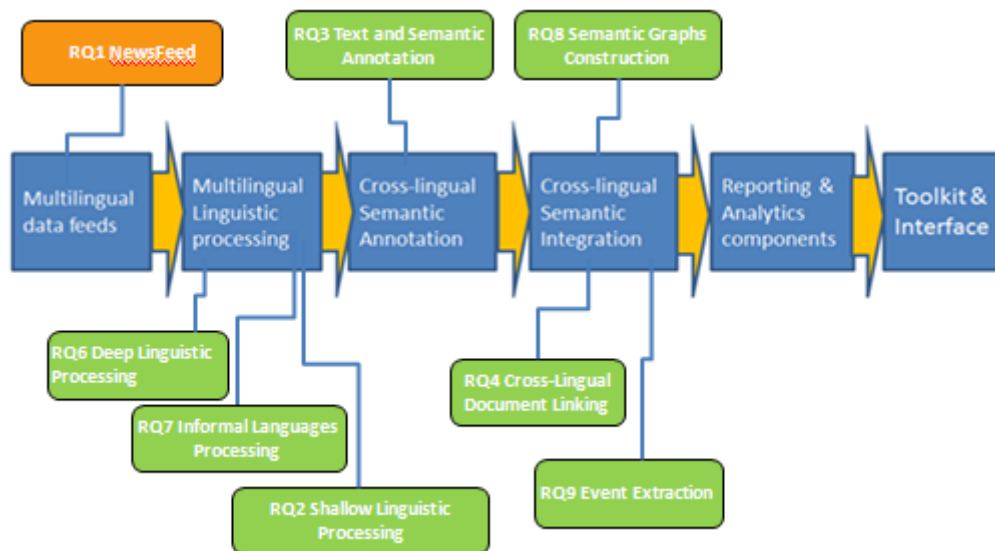 RQ1 NewsFeed
RQ3 Text and Semantic
Annotation
RQ8 Semantic Graphs
Construction
Multilingual
data feeds
Multilingual
Linguistic
processing
Cross-lingual
Semantic
Annotation
Cross-lingual
Semantic
Integration
Reporting &
Analytics
components
Toolkit &
Interface
RQ6 Deep Linguistic
Processing
RQ7 Informal Languages
Processing
RQ2 Shallow Linguistic
Processing
RQ4 Cross-Lingual
Document Linking
RQ9 Event Extraction